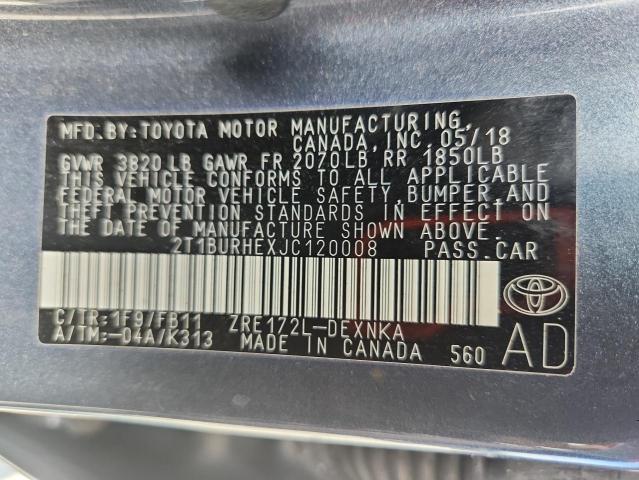 MFD. BY: TOYOTA MOTOR MANUFACTURING,
CANADA, INC. 05/18
GVWR 3820 LB GAWR FR 2070LB, RR 1850LB
THIS VEHICLE CONFORMS TO ALL APPLICABLE
FEDERAL MOTOR VEHICLE SAFETY, BUMPER, AND
THEFT PREVENTION STANDARDS IN EFFECT ON
THE DATE OF MANUFACTURE SHOWN ABOVE.
2T1BURHEXJC120008 PASS. CAR
C/TR: 1F9/FB11 ZRE172L-DEXNKA
A/TM: -04A/K313 MADE IN CANADA 560
AD